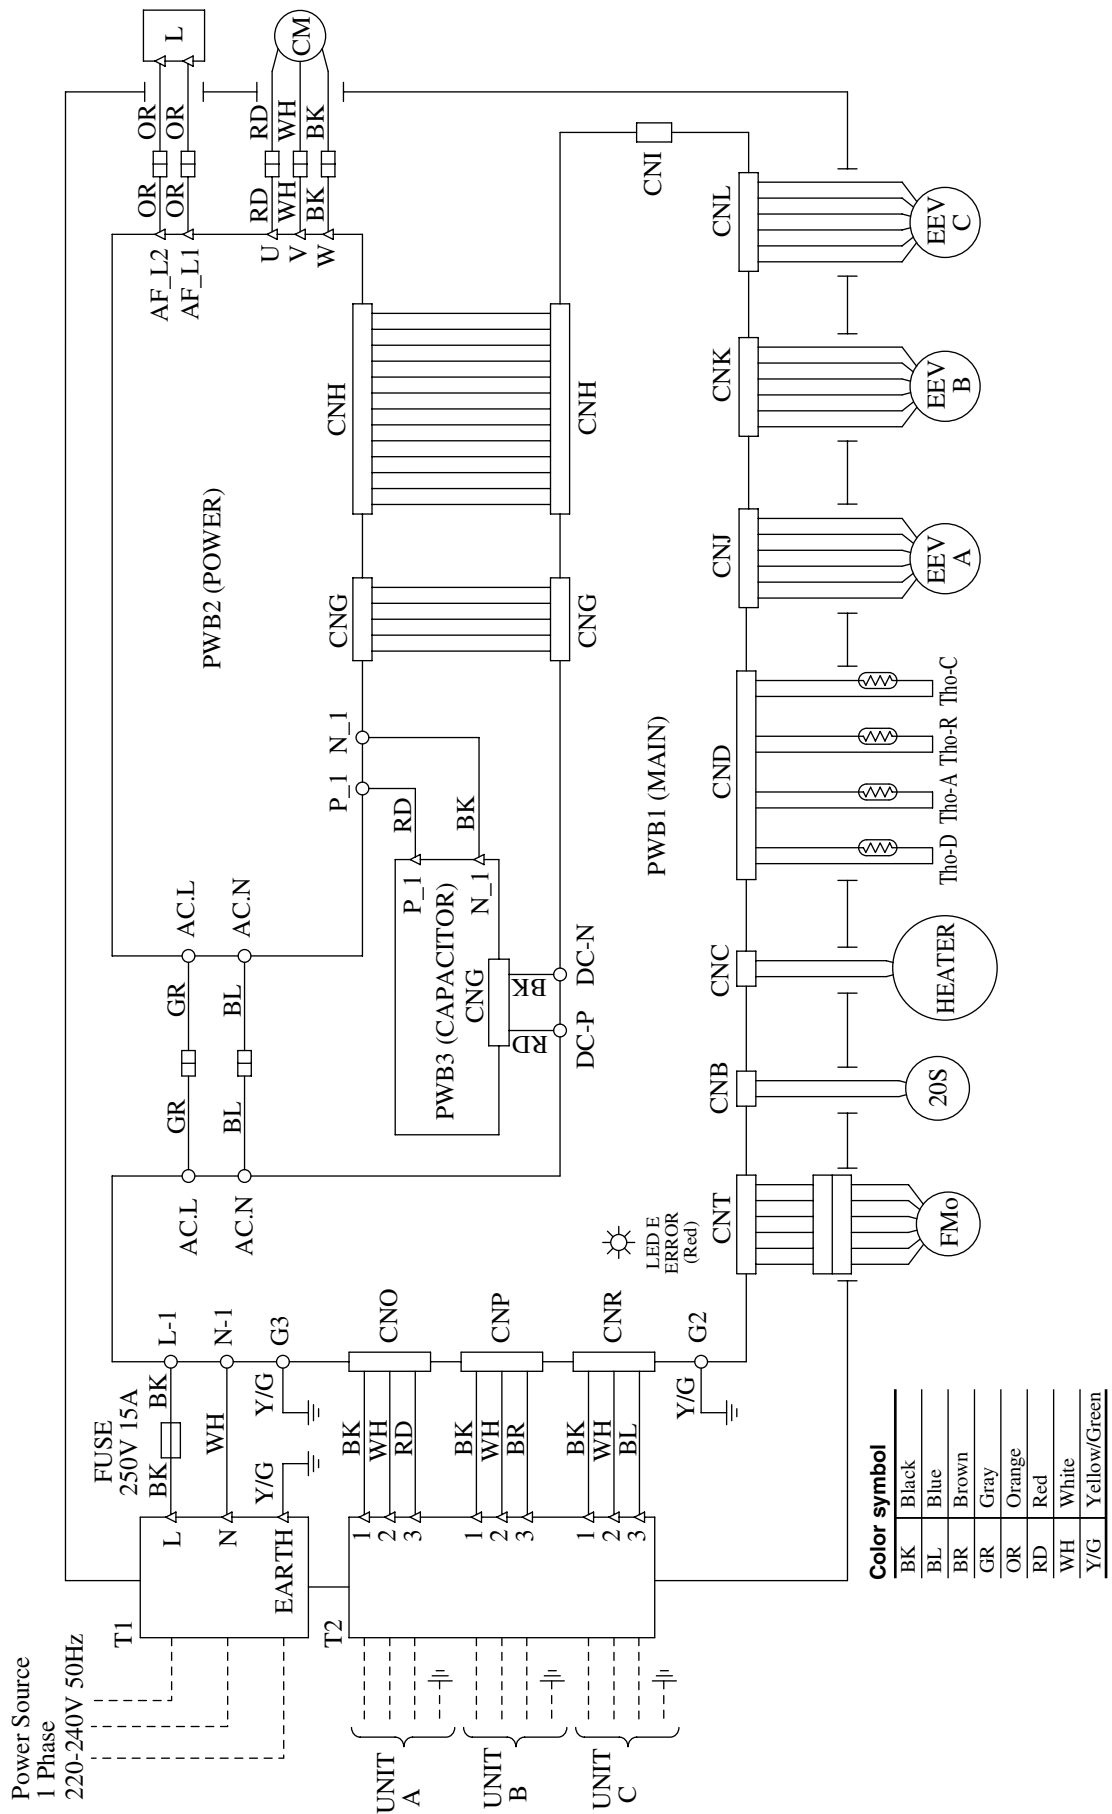 Power Source
1 Phase
220-240V 50Hz
T1
L
N
EARTH
FUSE
250V 15A
BK
BK
WH
Y/G
Y/G
L-1
N-1
G3
AC.L
AC.N
GR
BL
GR
BL
AC.L
AC.N
PWB2 (POWER)
AF_L2
AF_L1
OR
OR
OR
OR
L
U
V
W
RD
WH
BK
RD
WH
BK
CM
P_1
N_1
RD
BK
P_1
N_1
PWB3 (CAPACITOR)
CNG
RD
BK
DC-P
DC-N
CNG
CNG
CNH
CNH
UNIT
A
UNIT
B
UNIT
C
T2
1
2
3
1
2
3
1
2
3
BK
WH
RD
BK
WH
BR
BK
WH
BL
CNO
CNP
CNR
Y/G
G2
LED E
ERROR
(Red)
PWB1 (MAIN)
CNI
CNT
CNB
CNC
CND
CNJ
CNK
CNL
FMo
20S
HEATER
Tho-D
Tho-A
Tho-R
Tho-C
EEV
A
EEV
B
EEV
C
Color symbol
BK Black
BL Blue
BR Brown
GR Gray
OR Orange
RD Red
WH White
Y/G Yellow/Green